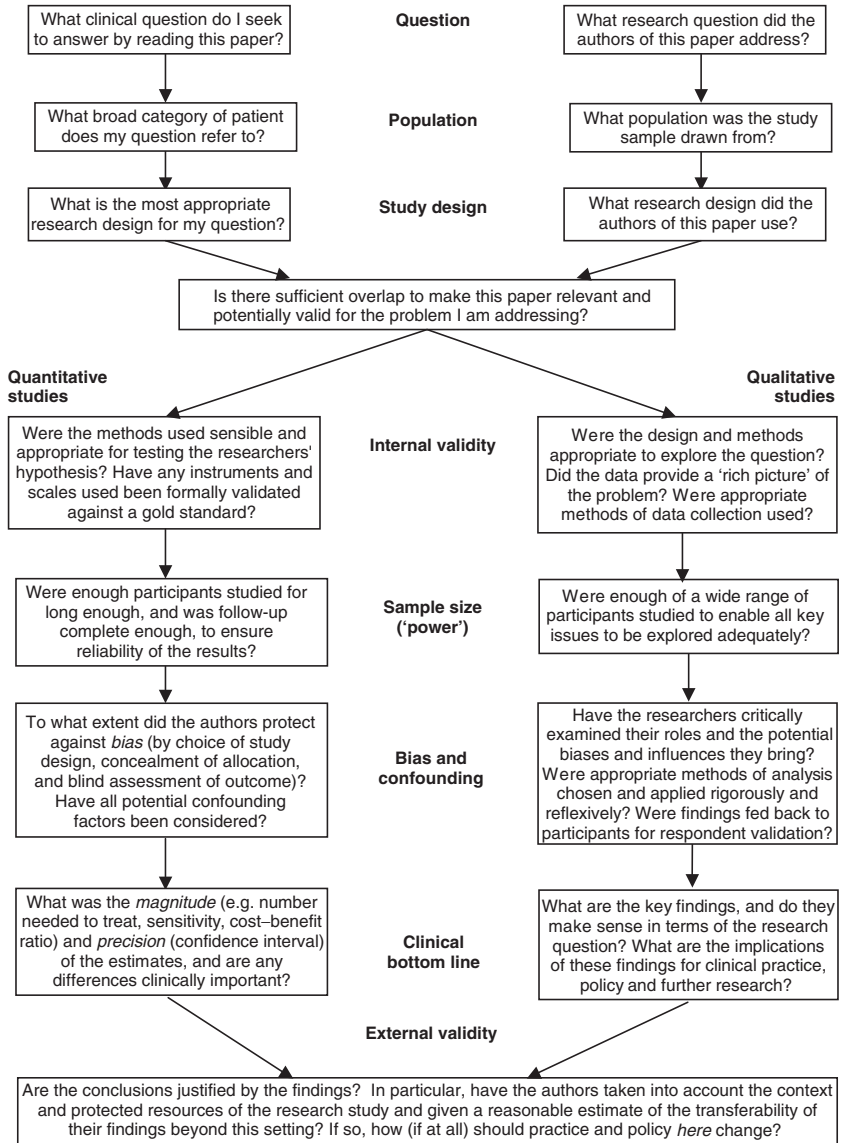 What clinical question do I seek
to answer by reading this paper?
Question
What research question did the
authors of this paper address?
What broad category of patient
does my question refer to?
Population
What population was the study
sample drawn from?
What is the most appropriate
research design for my question?
Study design
What research design did the
authors of this paper use?
Is there sufficient overlap to make this paper relevant and
potentially valid for the problem I am addressing?
Quantitative
studies
Qualitative
studies
Were the methods used sensible and
appropriate for testing the researchers'
hypothesis? Have any instruments and
scales used been formally validated
against a gold standard?
Internal validity
Were the design and methods
appropriate to explore the question?
Did the data provide a ‘rich picture’ of
the problem? Were appropriate
methods of data collection used?
Were enough participants studied for
long enough, and was follow-up
complete enough, to ensure
reliability of the results?
Sample size
(‘power’)
Were enough of a wide range of
participants studied to enable all key
issues to be explored adequately?
To what extent did the authors protect
against bias (by choice of study
design, concealment of allocation,
and blind assessment of outcome)?
Have all potential confounding
factors been considered?
Bias and
confounding
Have the researchers critically
examined their roles and the potential
biases and influences they bring?
Were appropriate methods of analysis
chosen and applied rigorously and
reflexively? Were findings fed back to
participants for respondent validation?
What was the magnitude (e.g. number
needed to treat, sensitivity, cost–benefit
ratio) and precision (confidence interval)
of the estimates, and are any
differences clinically important?
Clinical
bottom line
What are the key findings, and do they
make sense in terms of the research
question? What are the implications
of these findings for clinical practice,
policy and further research?
External validity
Are the conclusions justified by the findings? In particular, have the authors taken into account the context
and protected resources of the research study and given a reasonable estimate of the transferability of
their findings beyond this setting? If so, how (if at all) should practice and policy here change?